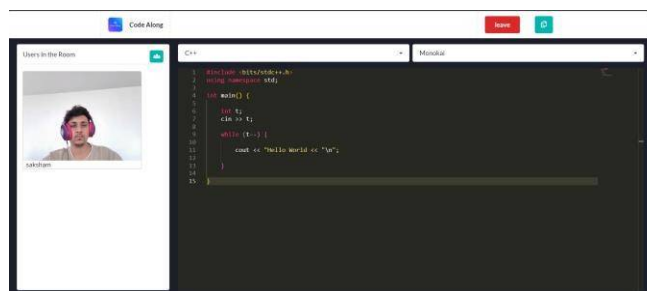 Code Along
leave
Users in the Room
C++
Monokai
saksham
1 #include <bits/stdc++.h>
2 using namespace std;
3
4 int main() {
5
6 int t;
7 cin >> t;
8
9 while (t--) {
10
11 cout << "Hello World << "\n";
12
13 }
14
15 }